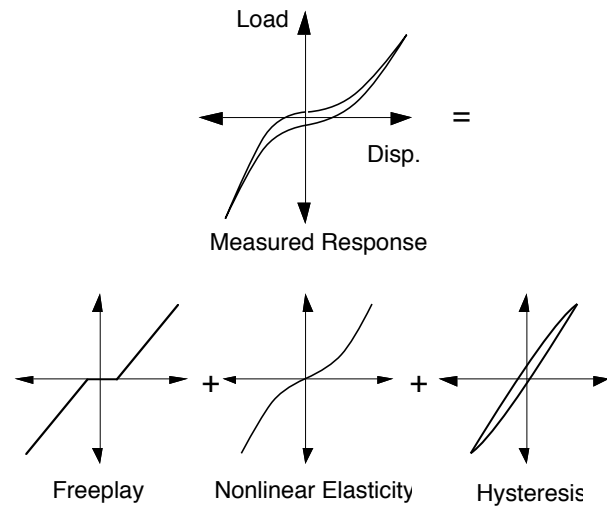 Load
=
Disp.
Measured Response
+ +
Freeplay Nonlinear Elasticity Hysteresis